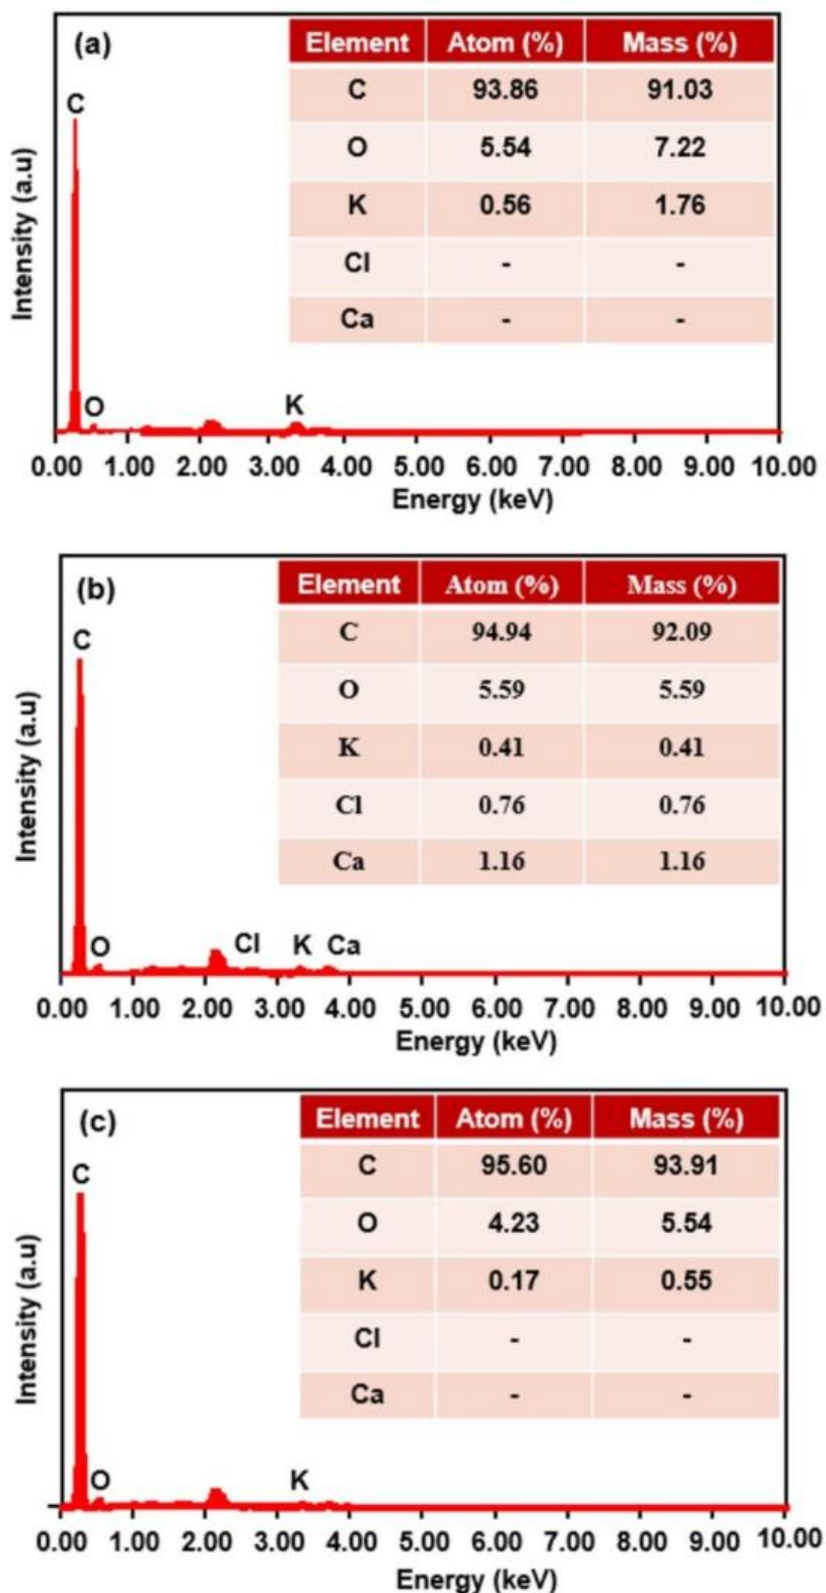 (a)
Element Atom (%) Mass (%)
C 93.86 91.03
O 5.54 7.22
K 0.56 1.76
Cl - -
Ca - -
C
O
K
Intensity (a.u)
0.00 1.00 2.00 3.00 4.00 5.00 6.00 7.00 8.00 9.00 10.00
Energy (keV)
(b)
Element Atom (%) Mass (%)
C 94.94 92.09
O 5.59 5.59
K 0.41 0.41
Cl 0.76 0.76
Ca 1.16 1.16
C
O
Cl K Ca
Intensity (a.u)
0.00 1.00 2.00 3.00 4.00 5.00 6.00 7.00 8.00 9.00 10.00
Energy (keV)
(c)
Element Atom (%) Mass (%)
C 95.60 93.91
O 4.23 5.54
K 0.17 0.55
Cl - -
Ca - -
C
O
K
Intensity (a.u)
0.00 1.00 2.00 3.00 4.00 5.00 6.00 7.00 8.00 9.00 10.00
Energy (keV)